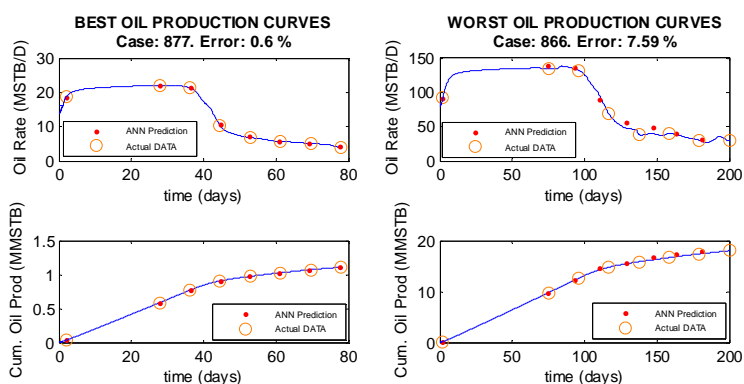 BEST OIL PRODUCTION CURVES
Case: 877. Error: 0.6 %
30
20
10
0
Oil Rate (MSTB/D)
ANN Prediction
Actual DATA
0 20 40 60 80
time (days)
WORST OIL PRODUCTION CURVES
Case: 866. Error: 7.59 %
150
100
50
0
Oil Rate (MSTB/D)
ANN Prediction
Actual DATA
0 50 100 150 200
time (days)
1.5
1
0.5
0
Cum. Oil Prod (MMSTB)
ANN Prediction
Actual DATA
0 20 40 60 80
time (days)
20
10
0
Cum. Oil Prod (MMSTB)
ANN Prediction
Actual DATA
0 50 100 150 200
time (days)